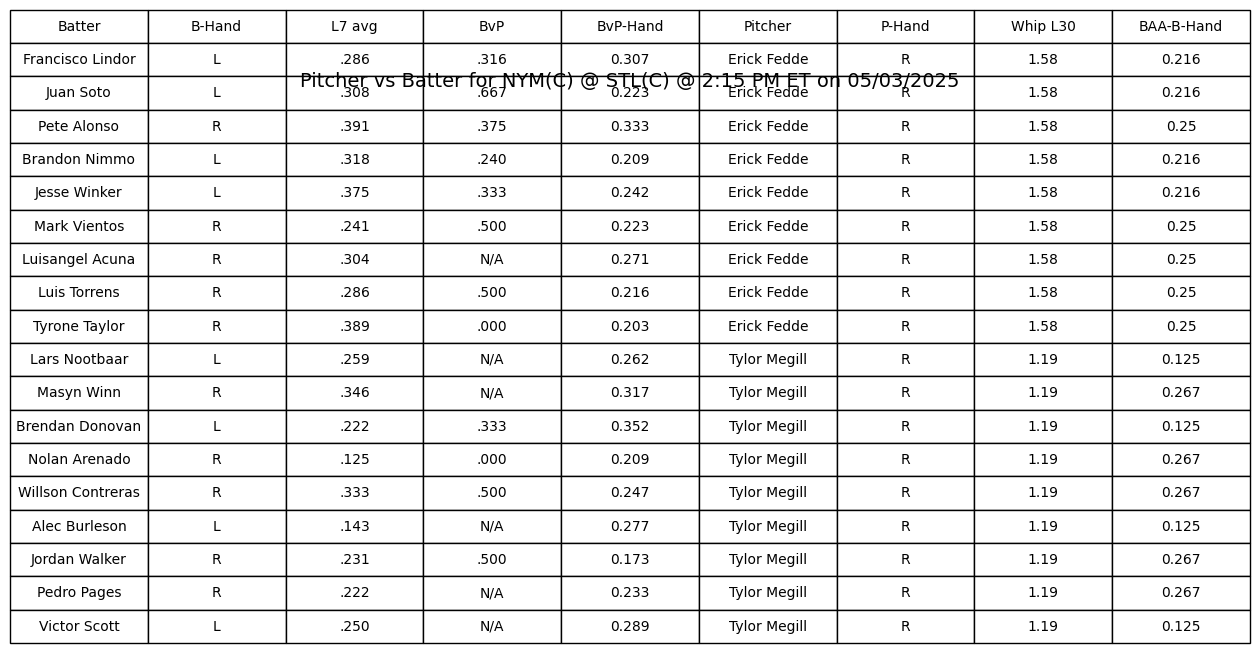 Batter B-Hand L7 avg BvP BvP-Hand Pitcher P-Hand Whip L30 BAA-B-Hand
Francisco Lindor L .286 .316 0.307 Erick Fedde R 1.58 0.216
Pitcher vs Batter for NYM(C) @ STL(C) @ 2:15 PM ET on 05/03/2025
Juan Soto L .308 .667 0.223 Erick Fedde R 1.58 0.216
Pete Alonso R .391 .375 0.333 Erick Fedde R 1.58 0.25
Brandon Nimmo L .318 .240 0.209 Erick Fedde R 1.58 0.216
Jesse Winker L .375 .333 0.242 Erick Fedde R 1.58 0.216
Mark Vientos R .241 .500 0.223 Erick Fedde R 1.58 0.25
Luisangel Acuna R .304 N/A 0.271 Erick Fedde R 1.58 0.25
Luis Torrens R .286 .500 0.216 Erick Fedde R 1.58 0.25
Tyrone Taylor R .389 .000 0.203 Erick Fedde R 1.58 0.25
Lars Nootbaar L .259 N/A 0.262 Tylor Megill R 1.19 0.125
Masyn Winn R .346 N/A 0.317 Tylor Megill R 1.19 0.267
Brendan Donovan L .222 .333 0.352 Tylor Megill R 1.19 0.125
Nolan Arenado R .125 .000 0.209 Tylor Megill R 1.19 0.267
Willson Contreras R .333 .500 0.247 Tylor Megill R 1.19 0.267
Alec Burleson L .143 N/A 0.277 Tylor Megill R 1.19 0.125
Jordan Walker R .231 .500 0.173 Tylor Megill R 1.19 0.267
Pedro Pages R .222 N/A 0.233 Tylor Megill R 1.19 0.267
Victor Scott L .250 N/A 0.289 Tylor Megill R 1.19 0.125